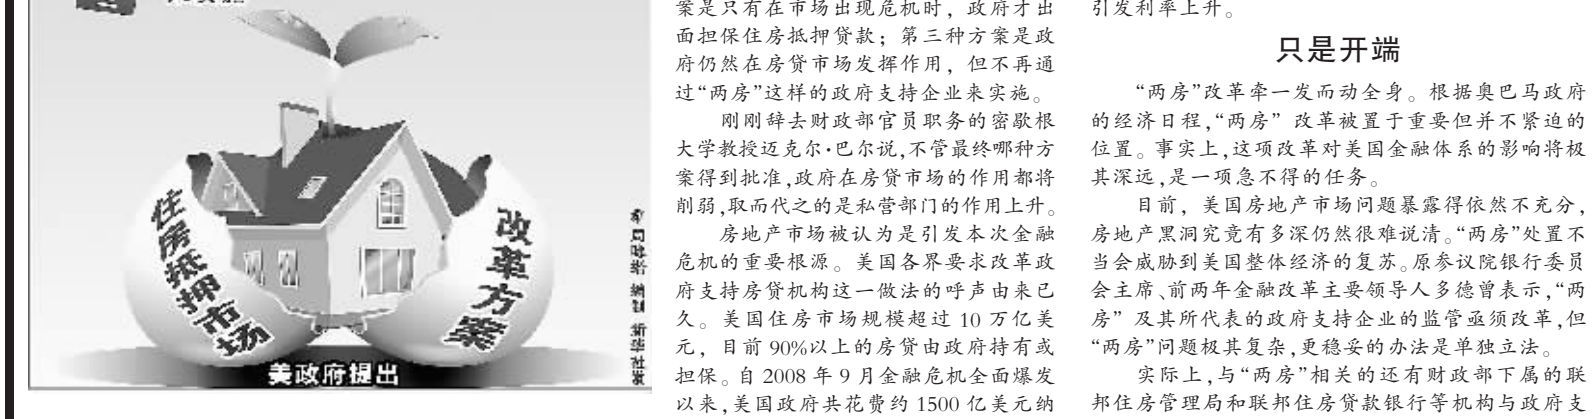 住房抵押市场
改革方案
美政府提出
新华社发
案是只有在市场出现危机时，政府才出
面担保住房抵押贷款；第三种方案是政
府仍然在房贷市场发挥作用，但不再通
过“两房”这样的政府支持企业来实施。
刚刚辞去财政部官员职务的密歇根
大学教授迈克尔·巴尔说,不管最终哪种方
案得到批准,政府在房贷市场的作用都将
削弱,取而代之的是私营部门的作用上升。
房地产市场被认为是引发本次金融
危机的重要根源。美国各界要求改革政
府支持房贷机构这一做法的呼声由来已
久。美国住房市场规模超过 10 万亿美
元，目前 90%以上的房贷由政府持有或
担保。自 2008 年 9 月金融危机全面爆发
以来,美国政府共花费约 1500 亿美元纳
引发利率上升。
只是开端
“两房”改革牵一发而动全身。根据奥巴马政府
的经济日程,“两房” 改革被置于重要但并不紧迫的
位置。事实上,这项改革对美国金融体系的影响将极
其深远,是一项急不得的任务。
目前，美国房地产市场问题暴露得依然不充分，
房地产黑洞究竟有多深仍然很难说清。“两房”处置不
当会威胁到美国整体经济的复苏。原参议院银行委员
会主席、前两年金融改革主要领导人多德曾表示,“两
房” 及其所代表的政府支持企业的监管亟须改革,但
“两房”问题极其复杂,更稳妥的办法是单独立法。
实际上,与“两房”相关的还有财政部下属的联
邦住房管理局和联邦住房贷款银行等机构与政府支